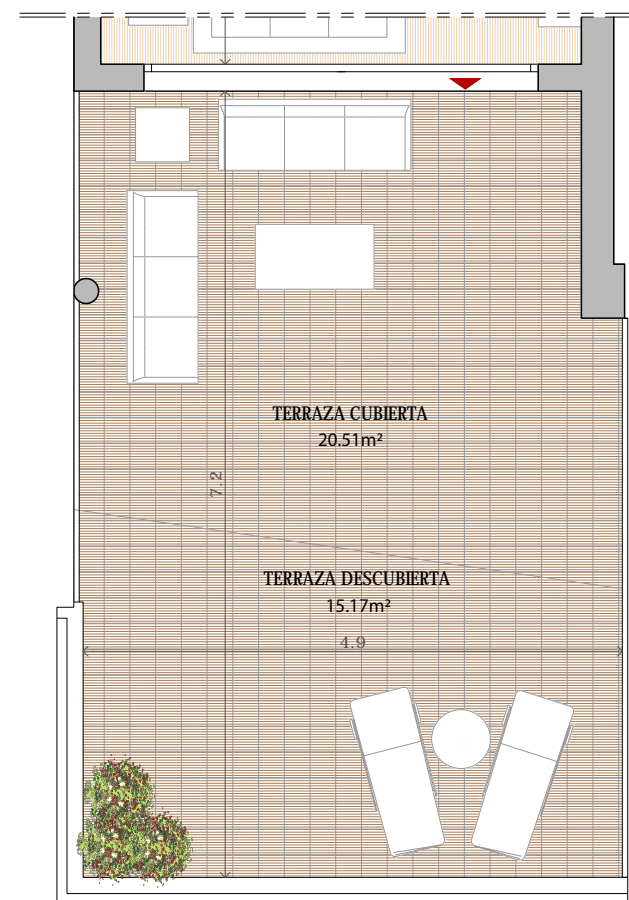 TERRAZA CUBIERTA
20.51m²
7.2
TERRAZA DESCUBIERTA
15.17m²
4.9